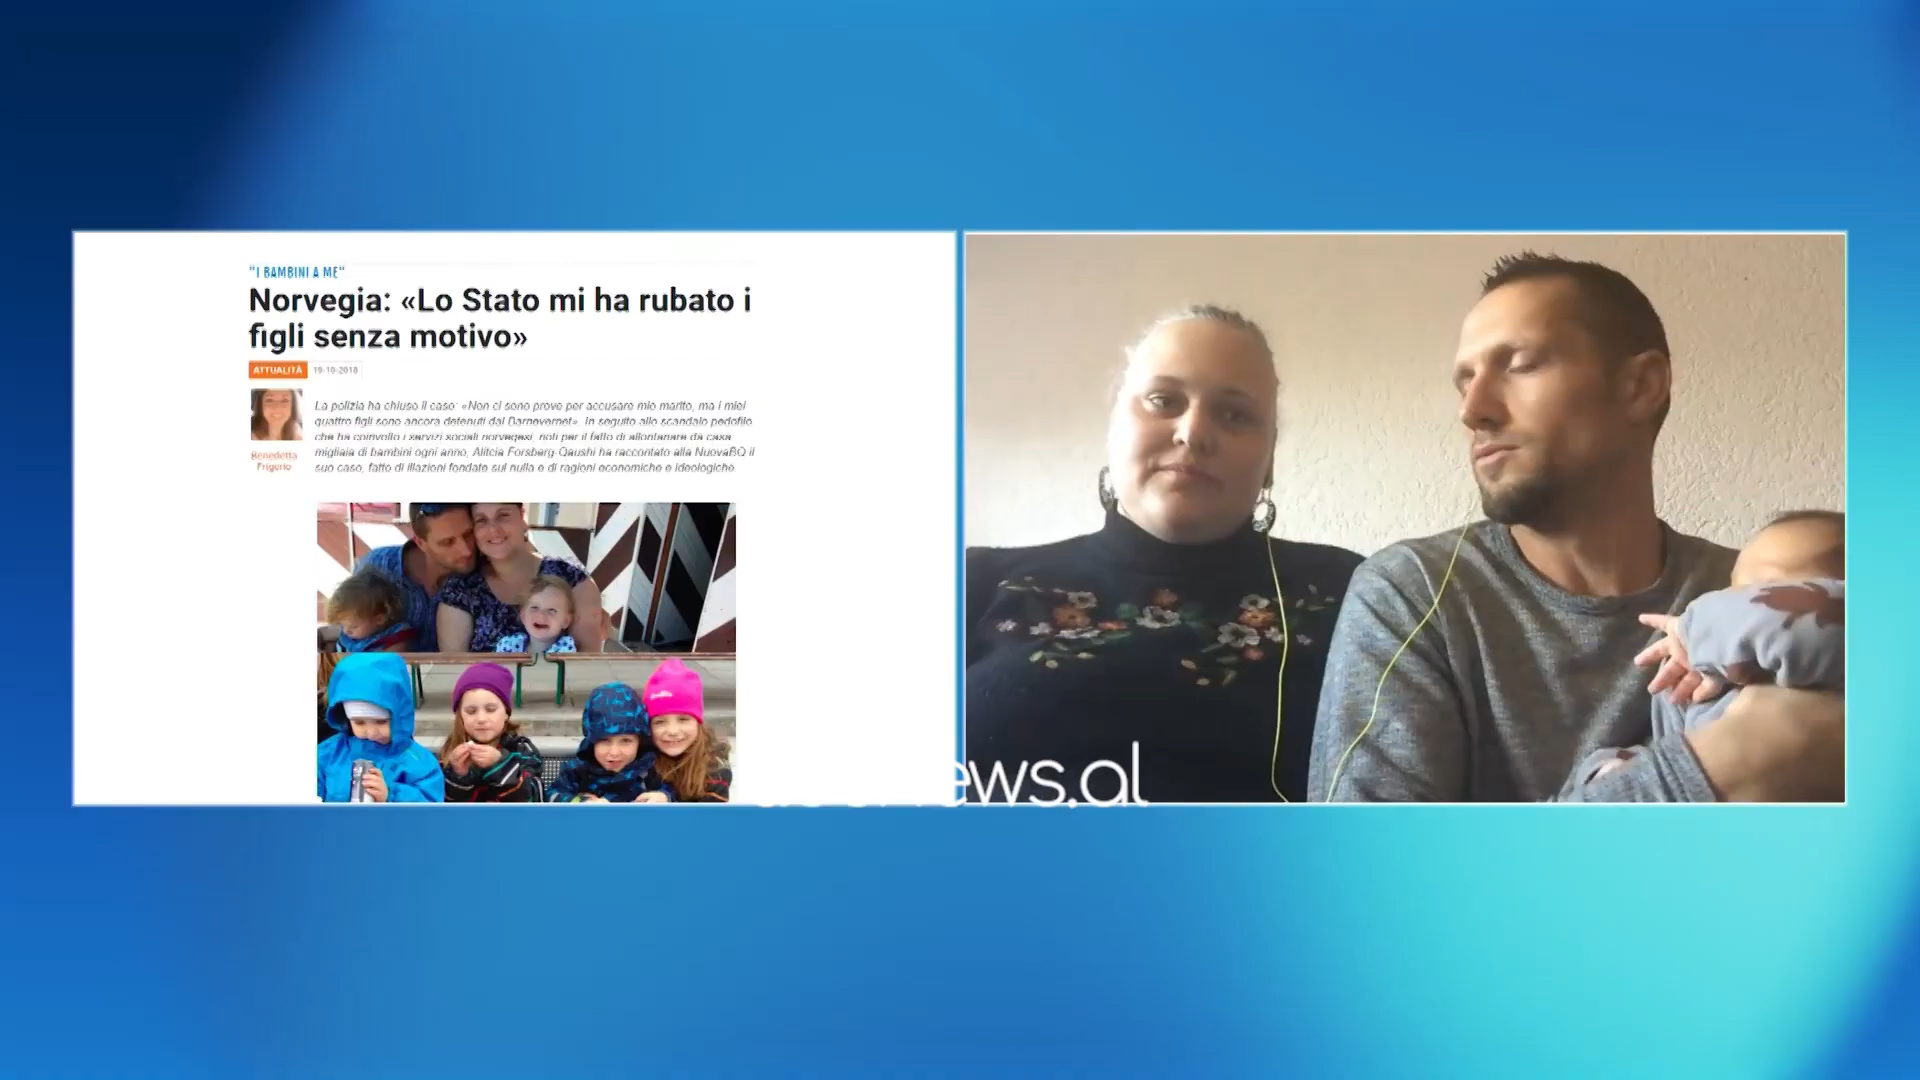 "I BAMBINI A ME"
Norvegia: «Lo Stato mi ha rubato i
figli senza motivo»
ATTUALITÀ 19-10-2018
La polizia ha chiuso il caso: «Non ci sono prove per accusare mio marito, ma i miei
quattro figli sono ancora detenuti dal Barnevernet». In seguito allo scandalo pedofilo
che ha coinvolto i servizi sociali norvegesi, noti per il fatto di allontanare da casa
migliaia di bambini ogni anno, Alitcia Forsberg-Qaushi ha raccontato alla NuovaBQ il
suo caso, fatto di illazioni fondate sul nulla e di ragioni economiche e ideologiche.
Benedetta
Frigerio
ews.al